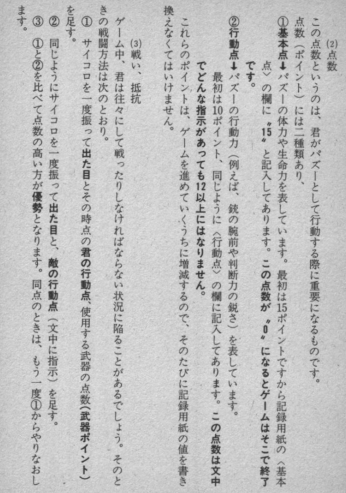 (2) 点数
この点数というのは、君がバズーとして行動する際に重要になるものです。
点数（ポイント）には二種類あり、
①基本点➡バズーの体力や生命力を表しています。最初は15ポイントですから記録用紙の〈基本
点〉の欄に〝15〟と記入してあります。この点数が〝0〟になるとゲームはそこで終了
です。
②行動点➡バズーの行動力（例えば、銃の腕前や判断力の鋭さ）を表しています。
最初は10ポイント、同じように〈行動点〉の欄に記入してあります。この点数は文中
でどんな指示があっても12以上にはなりません。
これらのポイントは、ゲームを進めていくうちに増減するので、そのたびに記録用紙の値を書き
換えなくてはいけません。
(3) 戦い、抵抗
ゲーム中、君は往々にして戦ったりしなければならない状況に陥ることがあるでしょう。そのと
きの戦闘方法は次のとおり。
① サイコロを一度振って出た目とその時点の君の行動点、使用する武器の点数（武器ポイント）
を足す。
② 同じようにサイコロを一度振って出た目と、敵の行動点（文中に指示）を足す。
③ ①と②を比べて点数の高い方が優勢となります。同点のときは、もう一度①からやりなおし
ます。